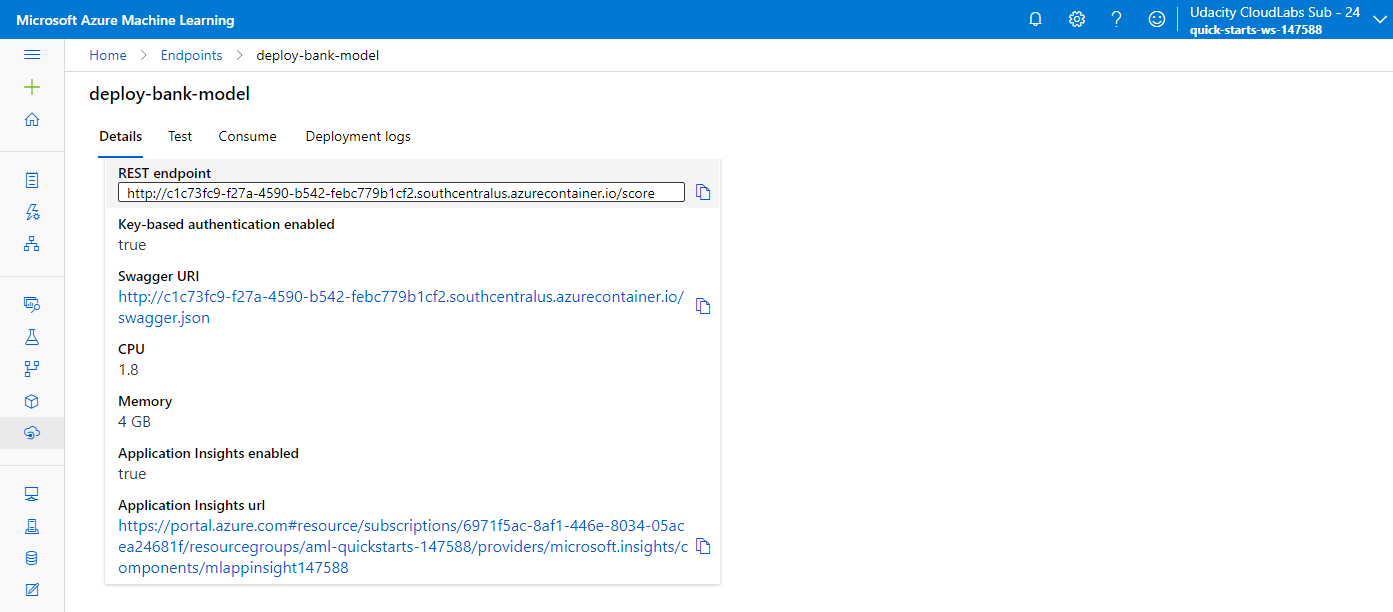 Microsoft Azure Machine Learning
Udacity CloudLabs Sub - 24
quick-starts-ws-147588
Home > Endpoints > deploy-bank-model
deploy-bank-model
Details Test Consume Deployment logs
REST endpoint
http://c1c73fc9-f27a-4590-b542-febc779b1cf2.southcentralus.azurecontainer.io/score
Key-based authentication enabled
true
Swagger URI
http://c1c73fc9-f27a-4590-b542-febc779b1cf2.southcentralus.azurecontainer.io/
swagger.json
CPU
1.8
Memory
4 GB
Application Insights enabled
true
Application Insights url
https://portal.azure.com#resource/subscriptions/6971f5ac-8af1-446e-8034-05ac
ea24681f/resourcegroups/aml-quickstarts-147588/providers/microsoft.insights/c
omponents/mlappinsight147588